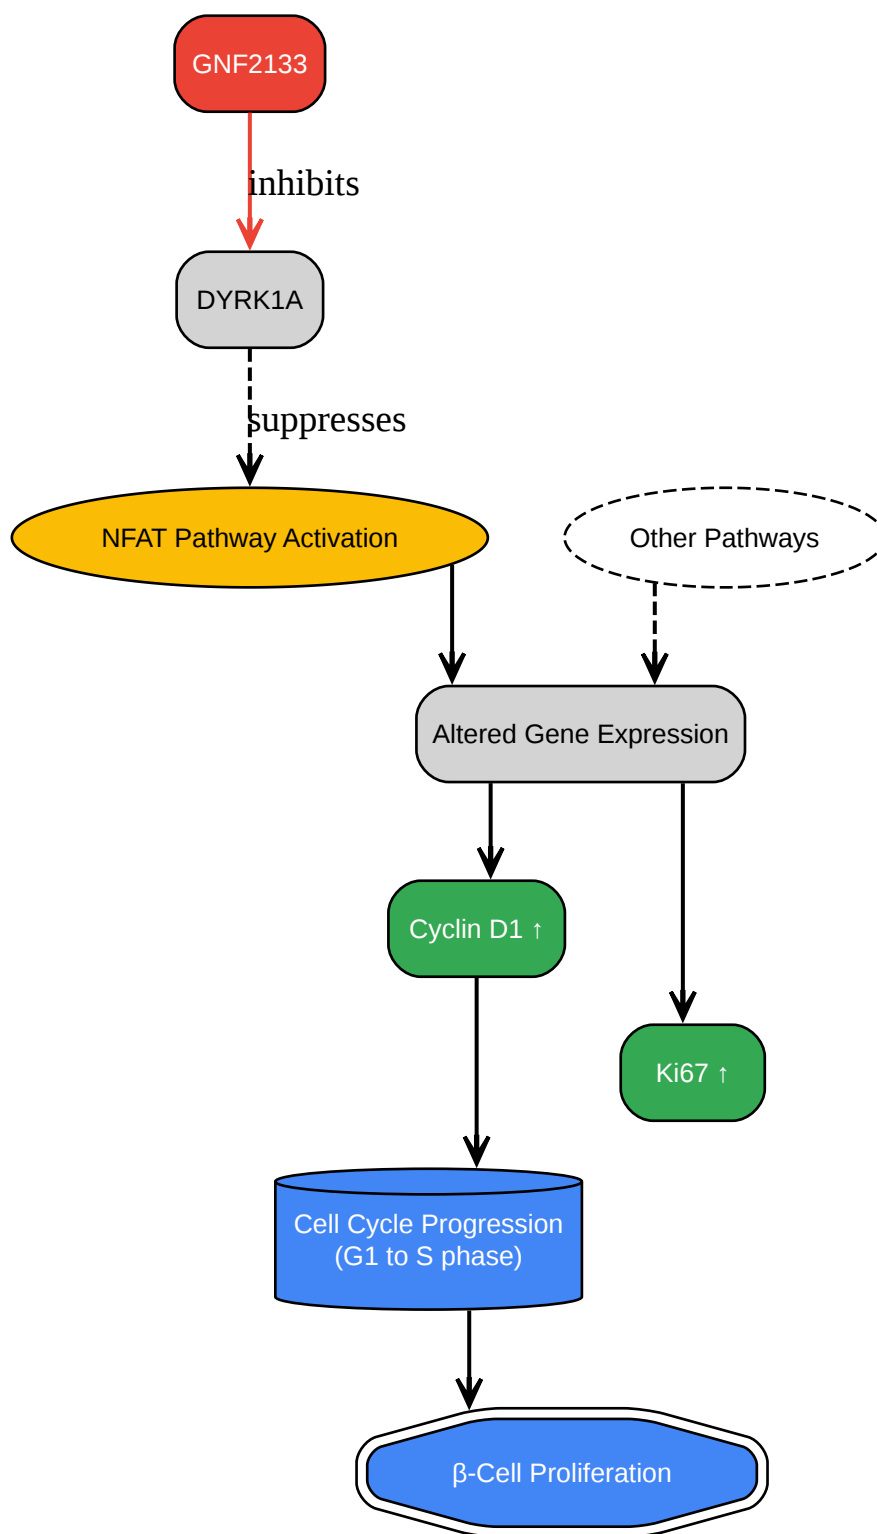 GNF2133
inhibits
DYRK1A
suppresses
NFAT Pathway Activation
Other Pathways
Altered Gene Expression
Cyclin D1 ↑
Ki67 ↑
Cell Cycle Progression
(G1 to S phase)
β-Cell Proliferation